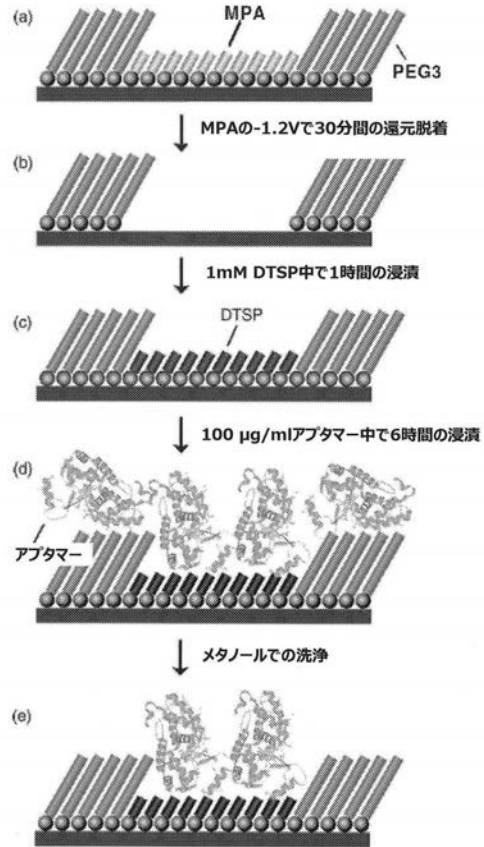 (a)
MPA
PEG3
MPAの-1.2Vで30分間の還元脱着
(b)
1mM DTSP中で1時間の浸漬
(c)
DTSP
100 μg/mlアプタマー中で6時間の浸漬
(d)
アプタマー
メタノールでの洗浄
(e)